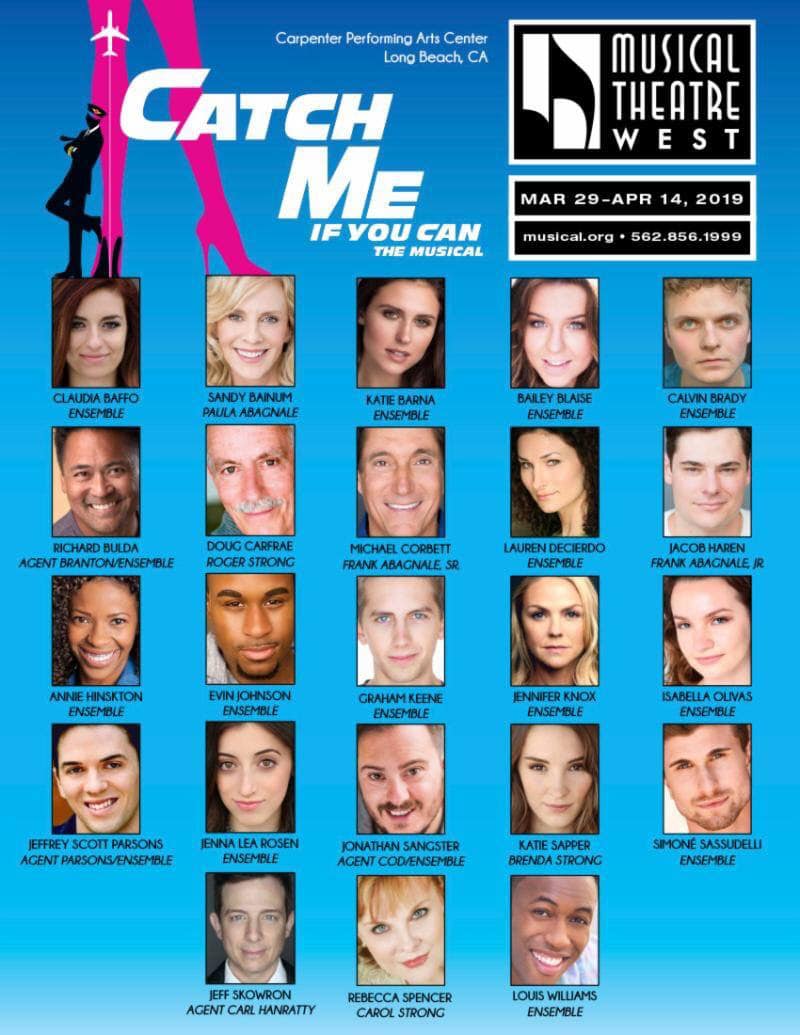 Carpenter Performing Arts Center
Long Beach, CA
CATCH
ME
IF YOU CAN
THE MUSICAL
MUSICAL
THEATRE
WEST
MAR 29-APR 14, 2019
musical.org • 562.856.1999
CLAUDIA BAFFO
ENSEMBLE
SANDY BAINUM
PAULA ABAGNALE
KATIE BARNA
ENSEMBLE
BAILEY BLAISE
ENSEMBLE
CALVIN BRADY
ENSEMBLE
RICHARD BULDA
AGENT BRANTON/ENSEMBLE
DOUG CARFRAE
ROGER STRONG
MICHAEL CORBETT
FRANK ABAGNALE, SR.
LAUREN DECIERDO
ENSEMBLE
JACOB HAREN
FRANK ABAGNALE, JR
ANNIE HINSKTON
ENSEMBLE
EVIN JOHNSON
ENSEMBLE
GRAHAM KEENE
ENSEMBLE
JENNIFER KNOX
ENSEMBLE
ISABELLA OLIVAS
ENSEMBLE
JEFFREY SCOTT PARSONS
AGENT PARSONS/ENSEMBLE
JENNA LEA ROSEN
ENSEMBLE
JONATHAN SANGSTER
AGENT COD/ENSEMBLE
KATIE SAPPER
BRENDA STRONG
SIMONÉ SASSUDELLI
ENSEMBLE
JEFF SKOWRON
AGENT CARL HANRATTY
REBECCA SPENCER
CAROL STRONG
LOUIS WILLIAMS
ENSEMBLE